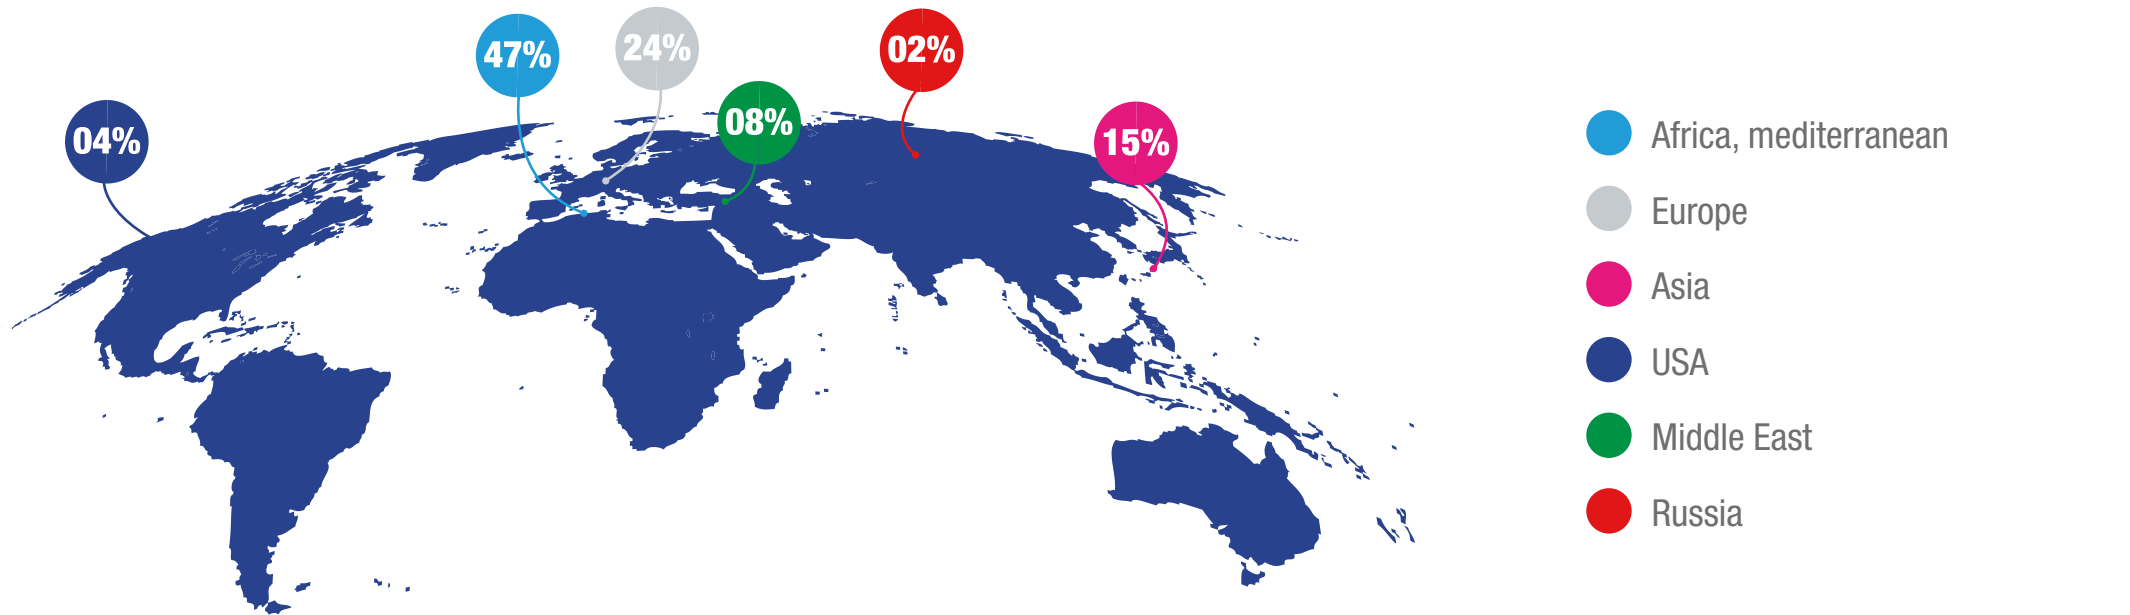 47%
24%
02%
08%
04%
15%
Africa, mediterranean
Europe
Asia
USA
Middle East
Russia